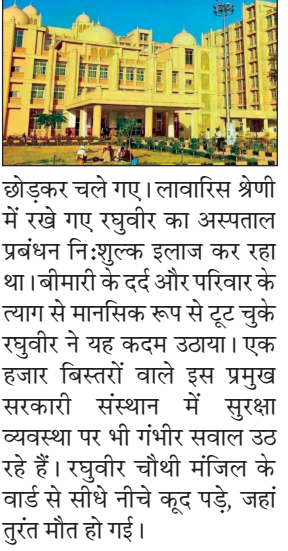 छोड़कर चले गए। लावारिस श्रेणी
में रखे गए रघुवीर का अस्पताल
प्रबंधन नि:शुल्क इलाज कर रहा
था। बीमारी के दर्द और परिवार के
त्याग से मानसिक रूप से टूट चुके
रघुवीर ने यह कदम उठाया। एक
हजार बिस्तरों वाले इस प्रमुख
सरकारी संस्थान में सुरक्षा
व्यवस्था पर भी गंभीर सवाल उठ
रहे हैं। रघुवीर चौथी मंजिल के
वार्ड से सीधे नीचे कूद पड़े, जहां
तुरंत मौत हो गई।